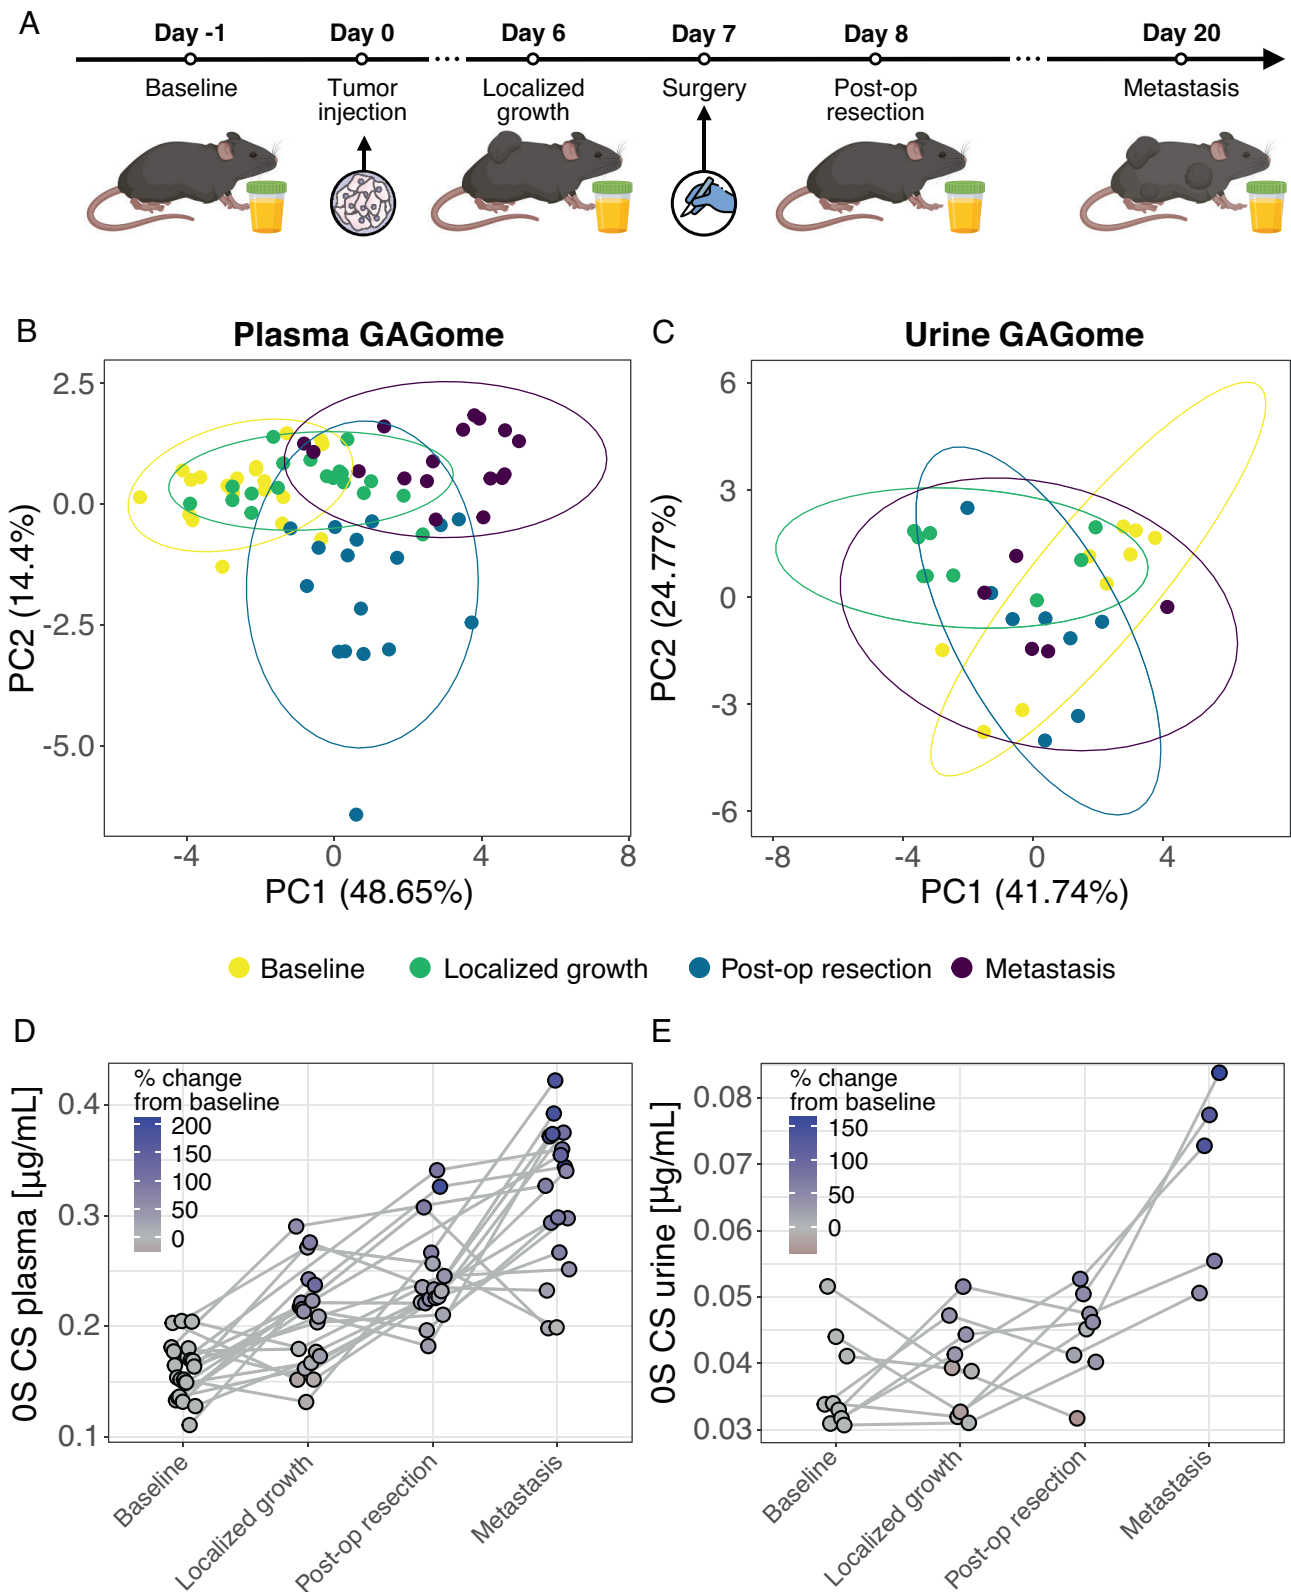 A
Day -1
Day 0
Day 6
Day 7
Day 8
Day 20
Baseline
Tumor
injection
Localized
growth
Surgery
Post-op
resection
Metastasis
B
Plasma GAGome
2.5
0.0
-2.5
-5.0
PC2 (14.4%)
-4
0
4
8
PC1 (48.65%)
C
Urine GAGome
6
3
0
-3
-6
PC2 (24.77%)
-8
-4
0
4
PC1 (41.74%)
Baseline
Localized growth
Post-op resection
Metastasis
D
% change
from baseline
200
150
100
50
0
0.4
0.3
0.2
0.1
0S CS plasma [µg/mL]
Baseline
Localized growth
Post-op resection
Metastasis
E
% change
from baseline
150
100
50
0
0.08
0.07
0.06
0.05
0.04
0.03
0S CS urine [µg/mL]
Baseline
Localized growth
Post-op resection
Metastasis